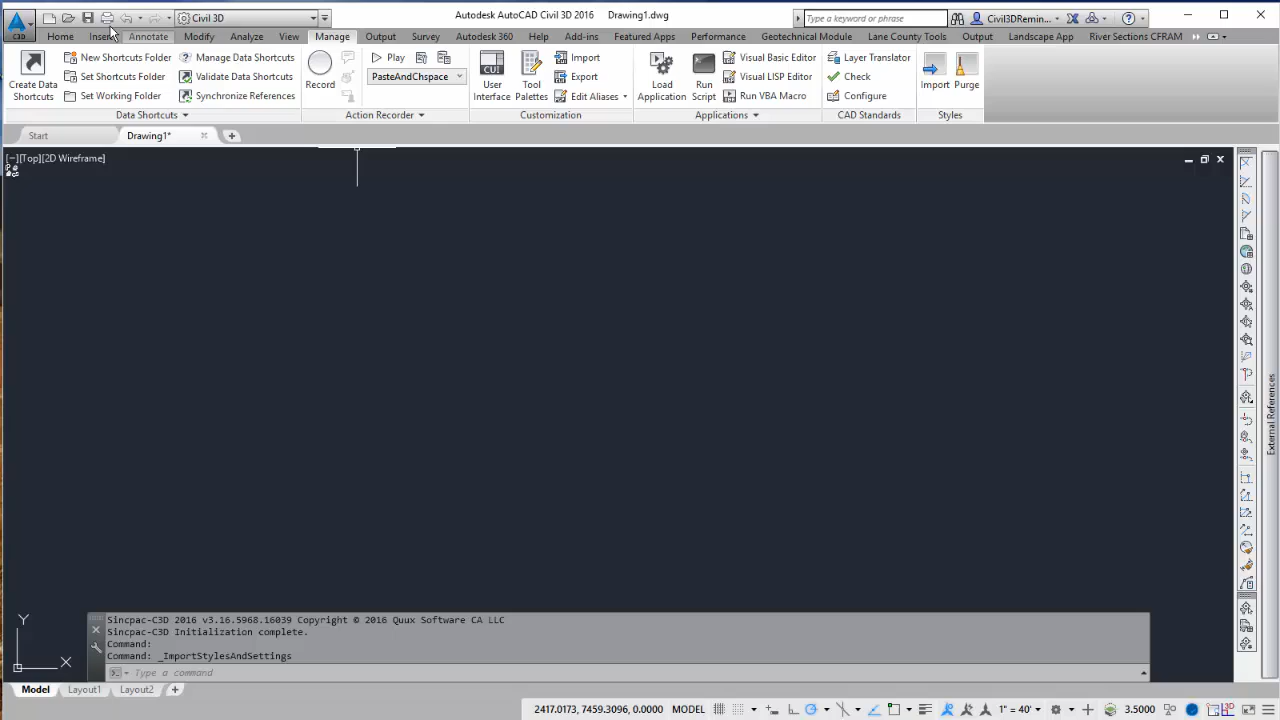 Civil 3D
Autodesk AutoCAD Civil 3D 2016 Drawing1.dwg
Type a keyword or phrase
Civil3DRemin...
C3D
Home
Insert
Annotate
Modify
Analyze
View
Manage
Output
Survey
Autodesk 360
Help
Add-ins
Featured Apps
Performance
Geotechnical Module
Lane County Tools
Output
Landscape App
River Sections CFRAM
Create Data
Shortcuts
New Shortcuts Folder
Set Shortcuts Folder
Set Working Folder
Manage Data Shortcuts
Validate Data Shortcuts
Synchronize References
Data Shortcuts
Record
Play
PasteAndChspace
Action Recorder
CUI
User
Interface
Tool
Palettes
Import
Export
Edit Aliases
Customization
Load
Application
Run
Script
Visual Basic Editor
Visual LISP Editor
Run VBA Macro
Applications
Layer Translator
Check
Configure
CAD Standards
Import
Purge
Styles
Start
Drawing1*
[−][Top][2D Wireframe]
External References
Y
X
Sincpac-C3D 2016 v3.16.5968.16039 Copyright © 2016 Quux Software CA LLC
Sincpac-C3D Initialization complete.
Command:
Command: _ImportStylesAndSettings
Type a command
Model
Layout1
Layout2
2417.0173, 7459.3096, 0.0000
MODEL
1" = 40'
3.5000